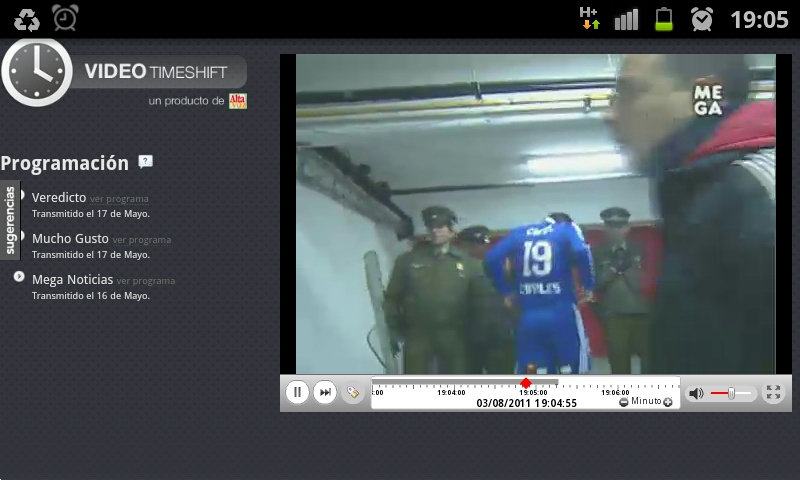 H+
19:05
VIDEO TIMESHIFT
un producto de Alta
Programación ?
sugerencias
Veredicto ver programa
Transmitido el 17 de Mayo.
Mucho Gusto ver programa
Transmitido el 17 de Mayo.
Mega Noticias ver programa
Transmitido el 16 de Mayo.
ME
GA
19
:00 19:04:00 19:05:00 19:06:00
03/08/2011 19:04:55
Minuto